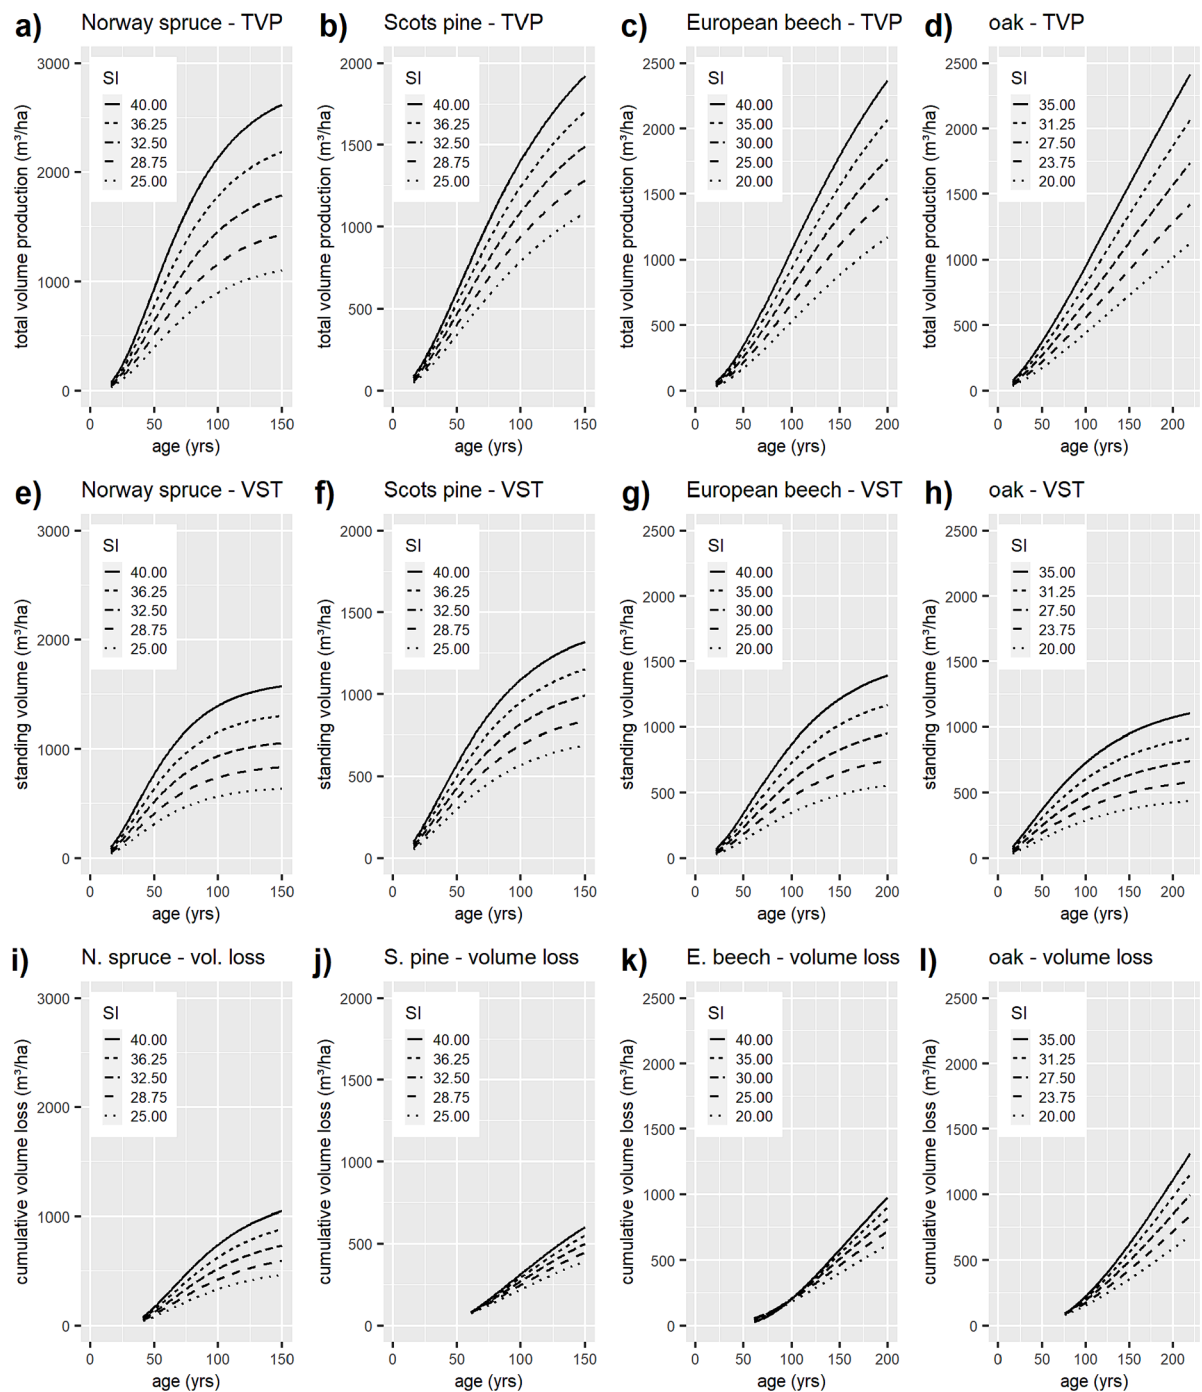 a) Norway spruce - TVP
total volume production (m³/ha)
3000
2000
1000
0
SI
40.00
36.25
32.50
28.75
25.00
0 50 100 150
age (yrs)
b) Scots pine - TVP
total volume production (m³/ha)
2000
1500
1000
500
0
SI
40.00
36.25
32.50
28.75
25.00
0 50 100 150
age (yrs)
c) European beech - TVP
total volume production (m³/ha)
2500
2000
1500
1000
500
0
SI
40.00
35.00
30.00
25.00
20.00
0 50 100 150 200
age (yrs)
d) oak - TVP
total volume production (m³/ha)
2500
2000
1500
1000
500
0
SI
35.00
31.25
27.50
23.75
20.00
0 50 100 150 200
age (yrs)
e) Norway spruce - VST
standing volume (m³/ha)
3000
2000
1000
0
SI
40.00
36.25
32.50
28.75
25.00
0 50 100 150
age (yrs)
f) Scots pine - VST
standing volume (m³/ha)
2000
1500
1000
500
0
SI
40.00
36.25
32.50
28.75
25.00
0 50 100 150
age (yrs)
g) European beech - VST
standing volume (m³/ha)
2500
2000
1500
1000
500
0
SI
40.00
35.00
30.00
25.00
20.00
0 50 100 150 200
age (yrs)
h) oak - VST
standing volume (m³/ha)
2500
2000
1500
1000
500
0
SI
35.00
31.25
27.50
23.75
20.00
0 50 100 150 200
age (yrs)
i) N. spruce - vol. loss
cumulative volume loss (m³/ha)
3000
2000
1000
0
SI
40.00
36.25
32.50
28.75
25.00
0 50 100 150
age (yrs)
j) S. pine - volume loss
cumulative volume loss (m³/ha)
2000
1500
1000
500
0
SI
40.00
36.25
32.50
28.75
25.00
0 50 100 150
age (yrs)
k) E. beech - volume loss
cumulative volume loss (m³/ha)
2500
2000
1500
1000
500
0
SI
40.00
35.00
30.00
25.00
20.00
0 50 100 150 200
age (yrs)
l) oak - volume loss
cumulative volume loss (m³/ha)
2500
2000
1500
1000
500
0
SI
35.00
31.25
27.50
23.75
20.00
0 50 100 150 200
age (yrs)